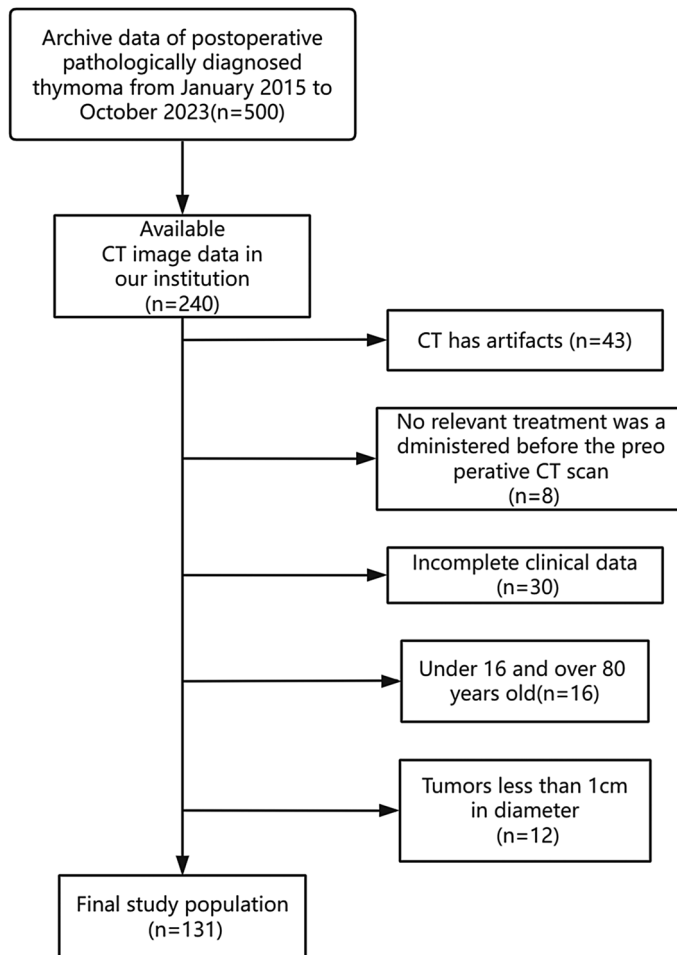 Archive data of postoperative
pathologically diagnosed
thymoma from January 2015 to
October 2023(n=500)
Available
CT image data in
our institution
(n=240)
CT has artifacts (n=43)
No relevant treatment was a
dministered before the preo
perative CT scan
(n=8)
Incomplete clinical data
(n=30)
Under 16 and over 80
years old(n=16)
Tumors less than 1cm
in diameter
(n=12)
Final study population
(n=131)